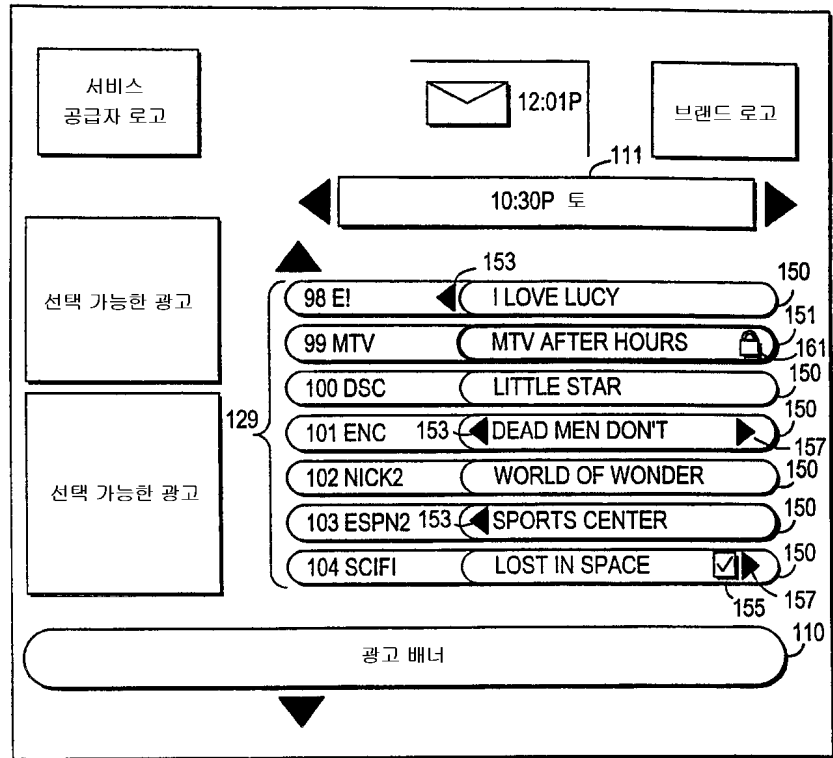 서비스
공급자 로고
12:01P
브랜드 로고
111
10:30P 토
선택 가능한 광고
선택 가능한 광고
129
153
98 E! I LOVE LUCY 150
99 MTV MTV AFTER HOURS 151
161
100 DSC LITTLE STAR 150
101 ENC 153 DEAD MEN DON'T 150
157
102 NICK2 WORLD OF WONDER 150
103 ESPN2 153 SPORTS CENTER 150
104 SCIFI LOST IN SPACE 150
155 157
광고 배너 110